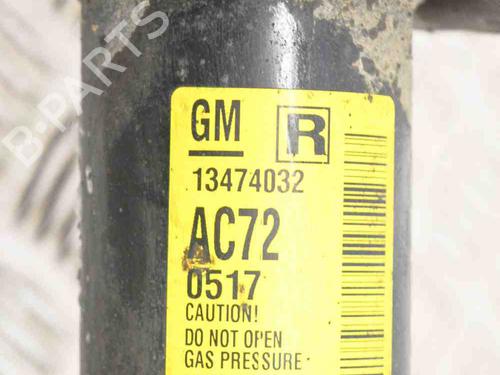 B-PARTS
GM R
13474032
AC72
0517
CAUTION!
DO NOT OPEN
GAS PRESSURE